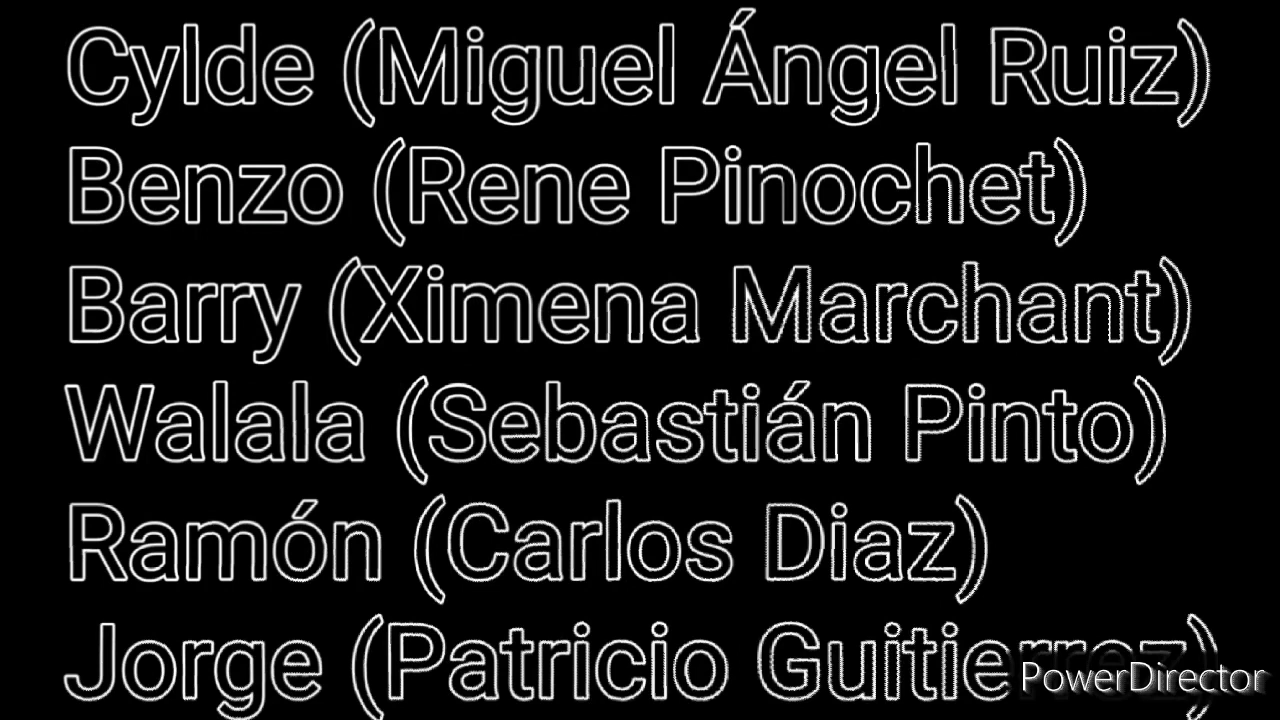 Cylde (Miguel Ángel Ruiz)
Benzo (Rene Pinochet)
Barry (Ximena Marchant)
Walala (Sebastián Pinto)
Ramón (Carlos Diaz)
Jorge (Patricio Guitierrez)
PowerDirector